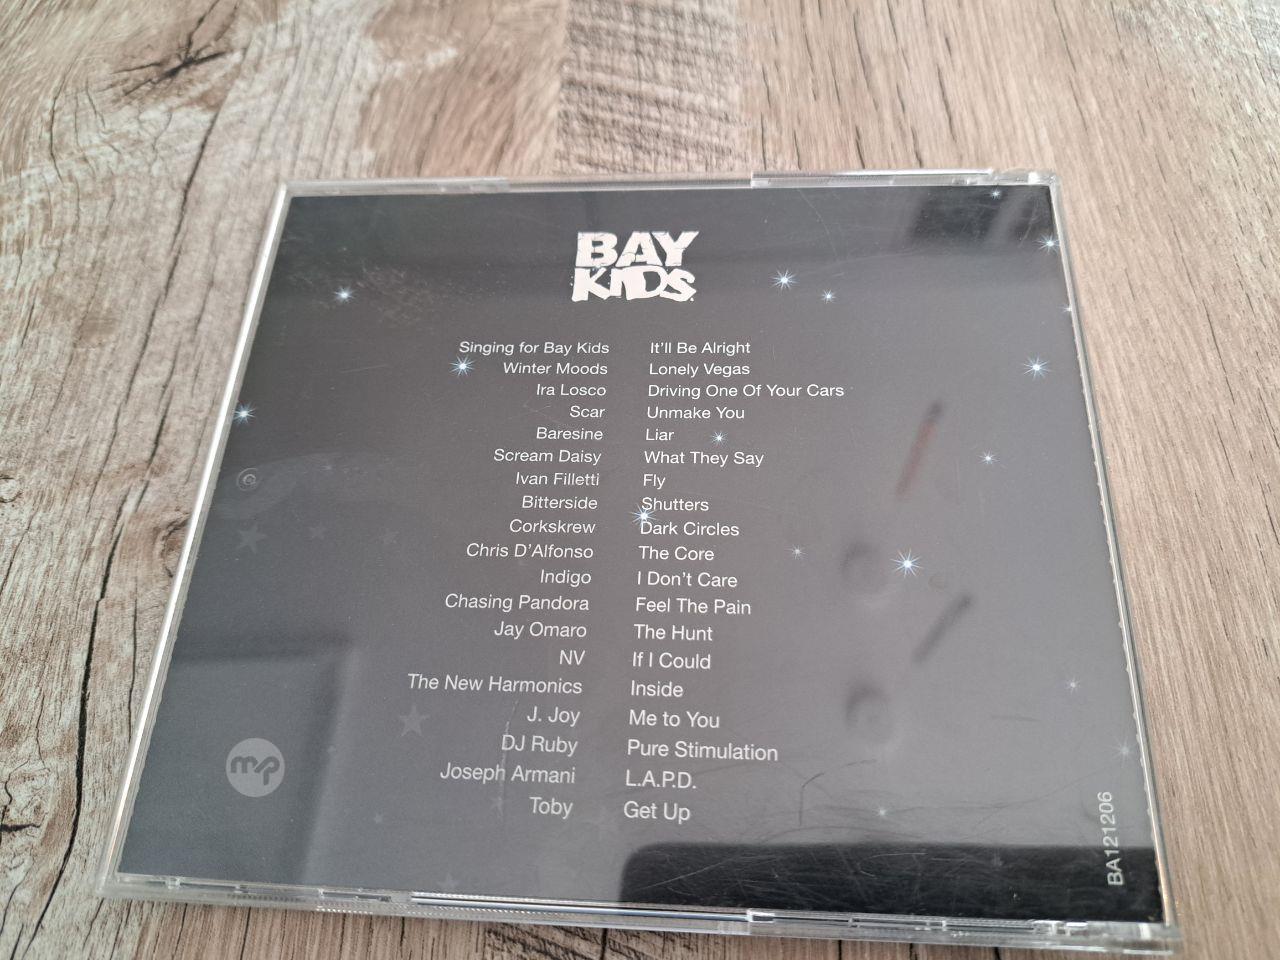 BAY
KIDS
Singing for Bay Kids It'll Be Alright
Winter Moods Lonely Vegas
Ira Losco Driving One Of Your Cars
Scar Unmake You
Baresine Liar
Scream Daisy What They Say
Ivan Filletti Fly
Bitterside Shutters
Corkskrew Dark Circles
Chris D'Alfonso The Core
Indigo I Don't Care
Chasing Pandora Feel The Pain
Jay Omaro The Hunt
NV If I Could
The New Harmonics Inside
J. Joy Me to You
DJ Ruby Pure Stimulation
Joseph Armani L.A.P.D.
Toby Get Up
mp
BA121206